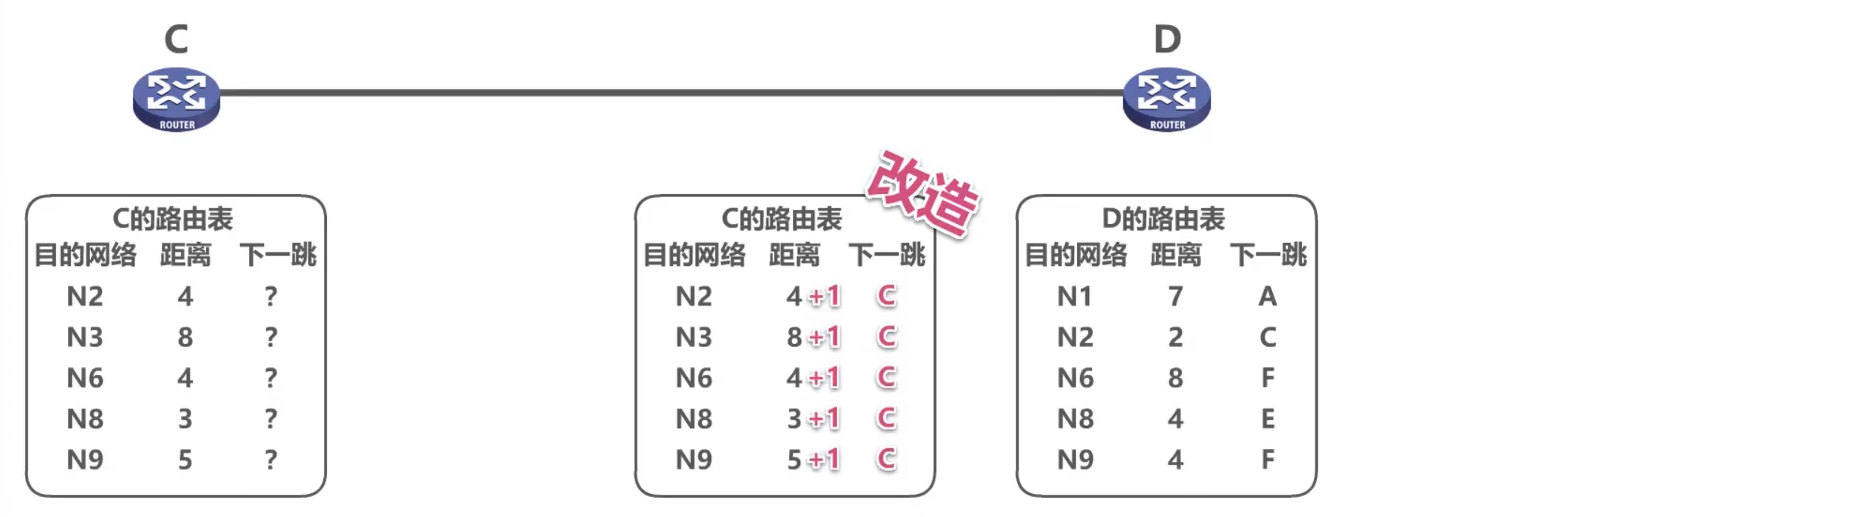 C
D
ROUTER
ROUTER
C的路由表
目的网络 距离 下一跳
N2 4 ?
N3 8 ?
N6 4 ?
N8 3 ?
N9 5 ?
改造
C的路由表
目的网络 距离 下一跳
N2 4+1 C
N3 8+1 C
N6 4+1 C
N8 3+1 C
N9 5+1 C
D的路由表
目的网络 距离 下一跳
N1 7 A
N2 2 C
N6 8 F
N8 4 E
N9 4 F